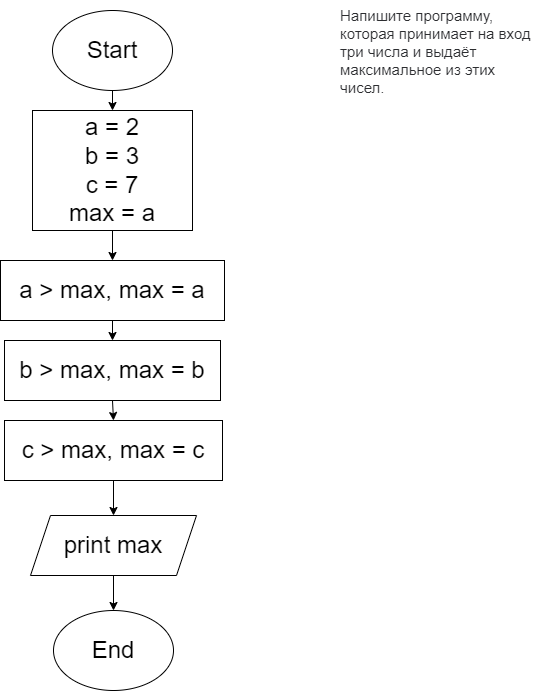 Start
a = 2
b = 3
c = 7
max = a
a > max, max = a
b > max, max = b
c > max, max = c
print max
End
Напишите программу,
которая принимает на вход
три числа и выдаёт
максимальное из этих
чисел.